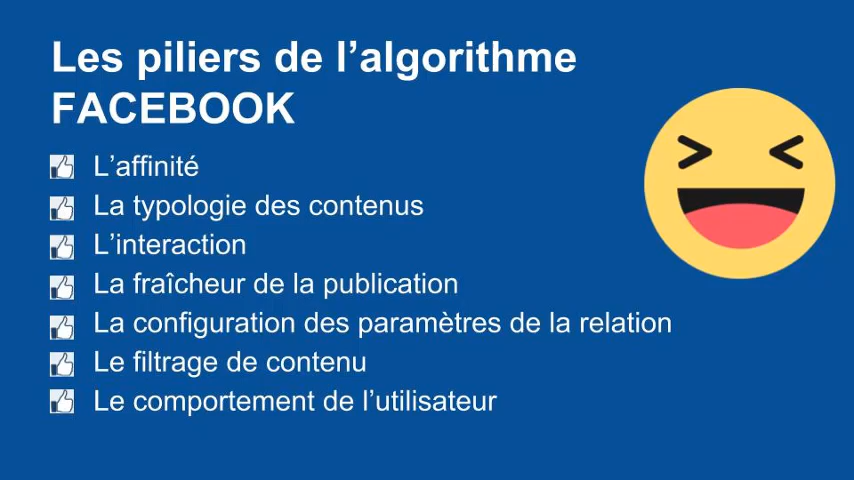 Les piliers de l’algorithme
FACEBOOK
L’affinité
La typologie des contenus
L’interaction
La fraîcheur de la publication
La configuration des paramètres de la relation
Le filtrage de contenu
Le comportement de l’utilisateur